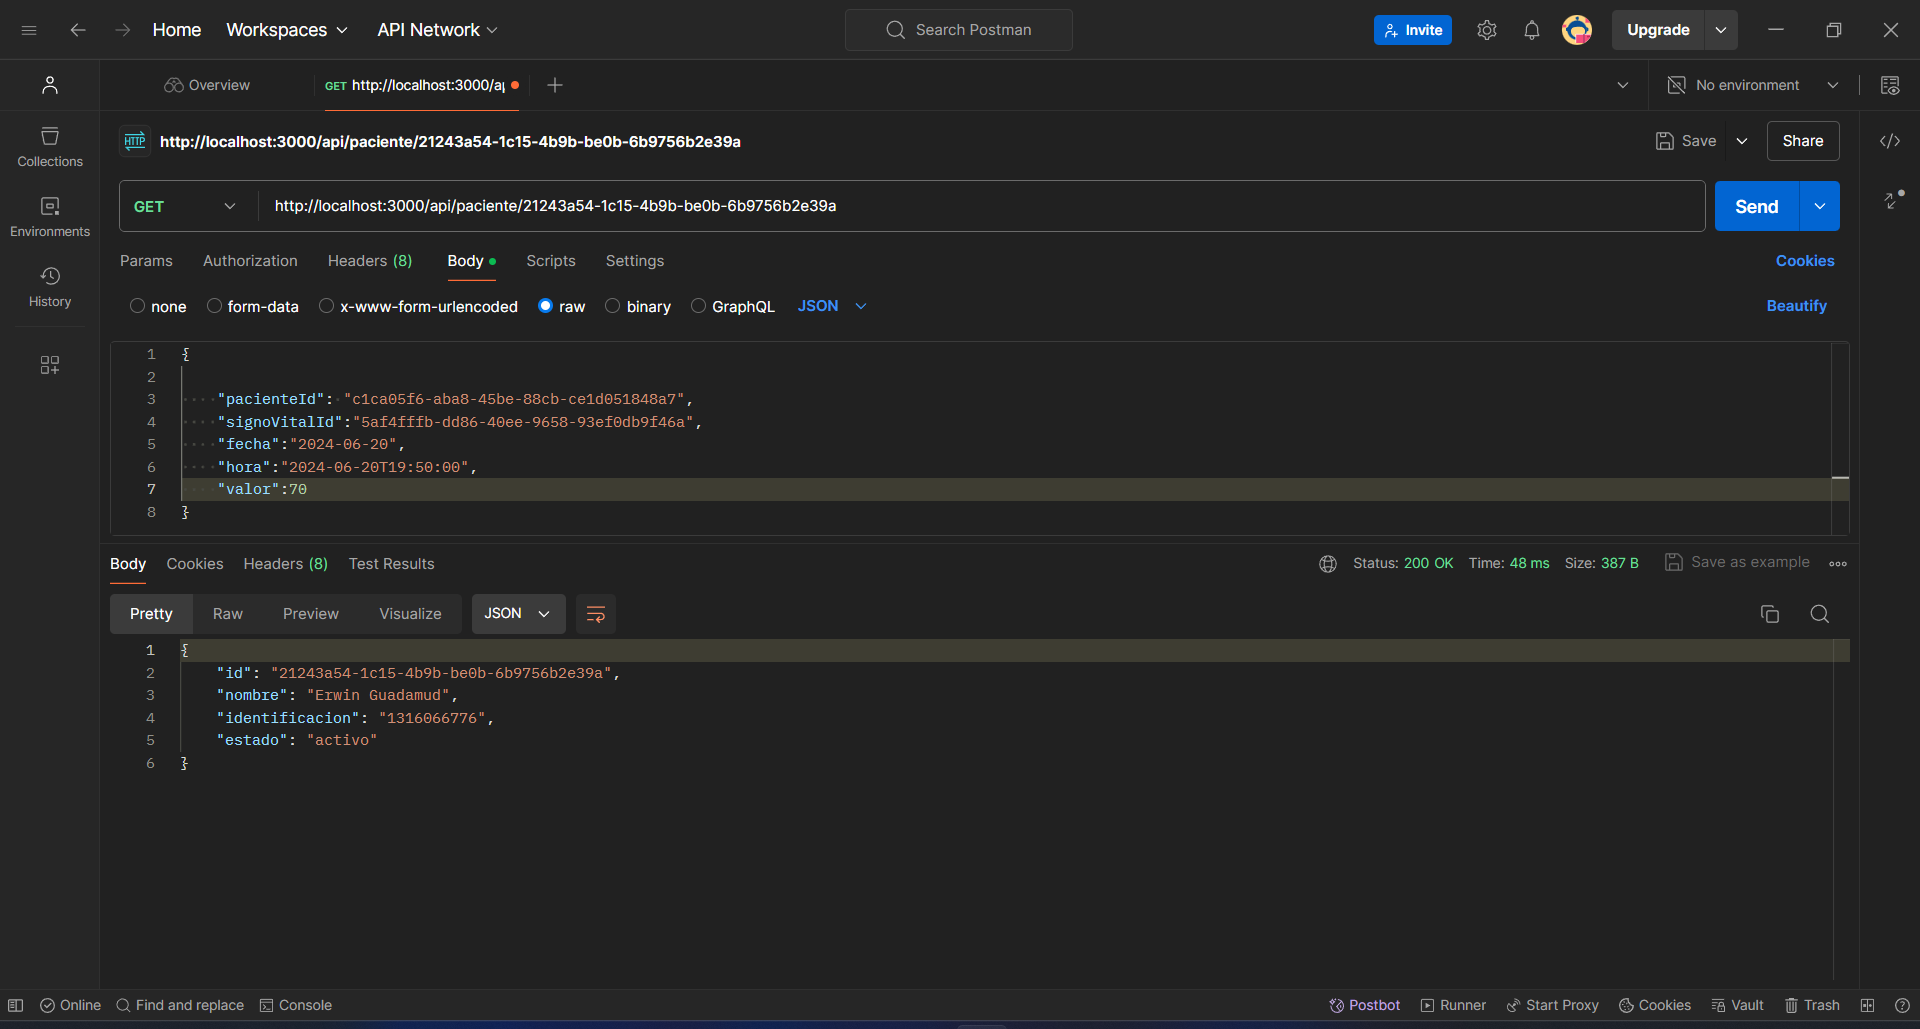 Home Workspaces API Network Search Postman Invite Upgrade
Overview GET http://localhost:3000/a No environment
HTTP http://localhost:3000/api/paciente/21243a54-1c15-4b9b-be0b-6b9756b2e39a Save Share
GET http://localhost:3000/api/paciente/21243a54-1c15-4b9b-be0b-6b9756b2e39a Send
Collections
Environments
History
Params Authorization Headers (8) Body Scripts Settings Cookies
none form-data x-www-form-urlencoded raw binary GraphQL JSON Beautify
1 {
2
3 "pacienteId": "c1ca05f6-aba8-45be-88cb-ce1d051848a7",
4 "signoVitalId":"5af4fffb-dd86-40ee-9658-93ef0db9f46a",
5 "fecha":"2024-06-20",
6 "hora":"2024-06-20T19:50:00",
7 "valor":70
8 }
Body Cookies Headers (8) Test Results Status: 200 OK Time: 48 ms Size: 387 B Save as example
Pretty Raw Preview Visualize JSON
1 {
2 "id": "21243a54-1c15-4b9b-be0b-6b9756b2e39a",
3 "nombre": "Erwin Guadamud",
4 "identificacion": "1316066776",
5 "estado": "activo"
6 }
Online Find and replace Console Postbot Runner Start Proxy Cookies Vault Trash